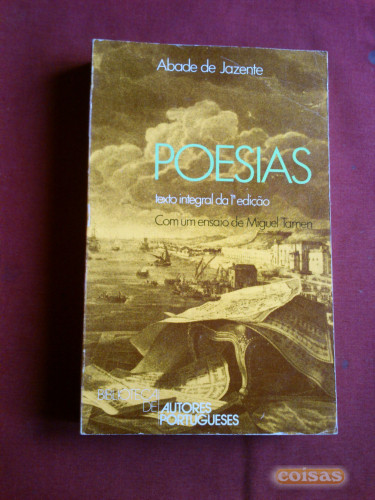 Abade de Jazente
POESIAS
texto integral da 1ª edição
Com um ensaio de Miguel Tamen
BIBLIOTECA
DE AUTORES
PORTUGUESES
coisas